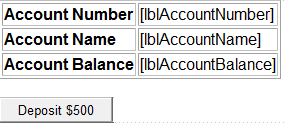 Account Number [lblAccountNumber]
Account Name [lblAccountName]
Account Balance [lblAccountBalance]
Deposit $500